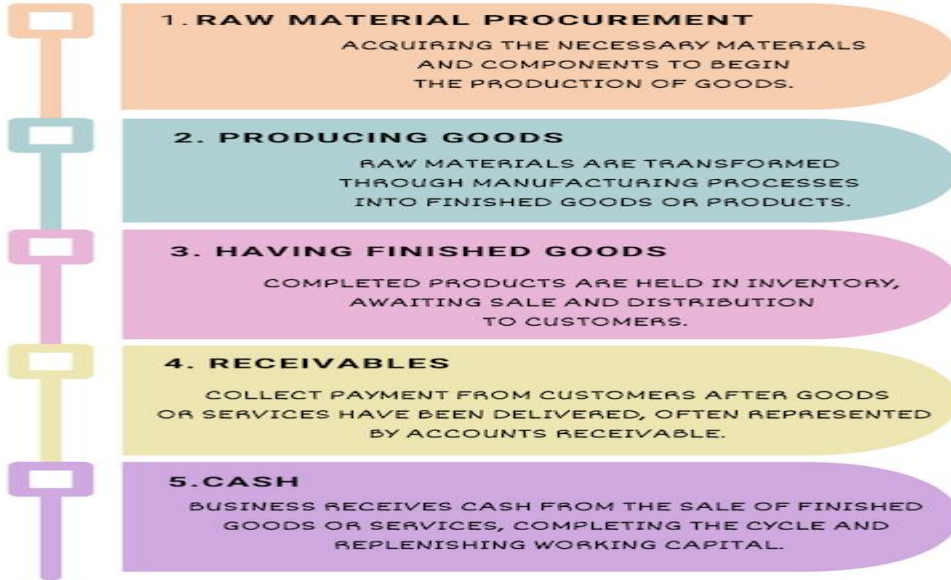 1. RAW MATERIAL PROCUREMENT
ACQUIRING THE NECESSARY MATERIALS
AND COMPONENTS TO BEGIN
THE PRODUCTION OF GOODS.
2. PRODUCING GOODS
RAW MATERIALS ARE TRANSFORMED
THROUGH MANUFACTURING PROCESSES
INTO FINISHED GOODS OR PRODUCTS.
3. HAVING FINISHED GOODS
COMPLETED PRODUCTS ARE HELD IN INVENTORY,
AWAITING SALE AND DISTRIBUTION
TO CUSTOMERS.
4. RECEIVABLES
COLLECT PAYMENT FROM CUSTOMERS AFTER GOODS
OR SERVICES HAVE BEEN DELIVERED, OFTEN REPRESENTED
BY ACCOUNTS RECEIVABLE.
5.CASH
BUSINESS RECEIVES CASH FROM THE SALE OF FINISHED
GOODS OR SERVICES, COMPLETING THE CYCLE AND
REPLENISHING WORKING CAPITAL.